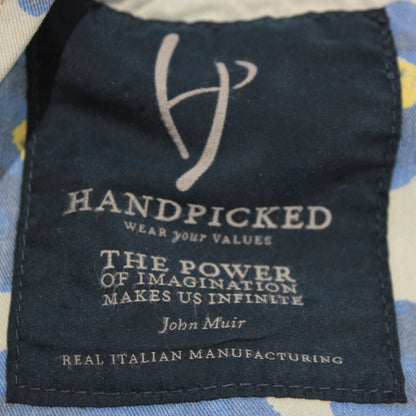 HANDPICKED
WEAR your VALUES
THE POWER
OF IMAGINATION
MAKES US INFINITE
John Muir
REAL ITALIAN MANUFACTURING